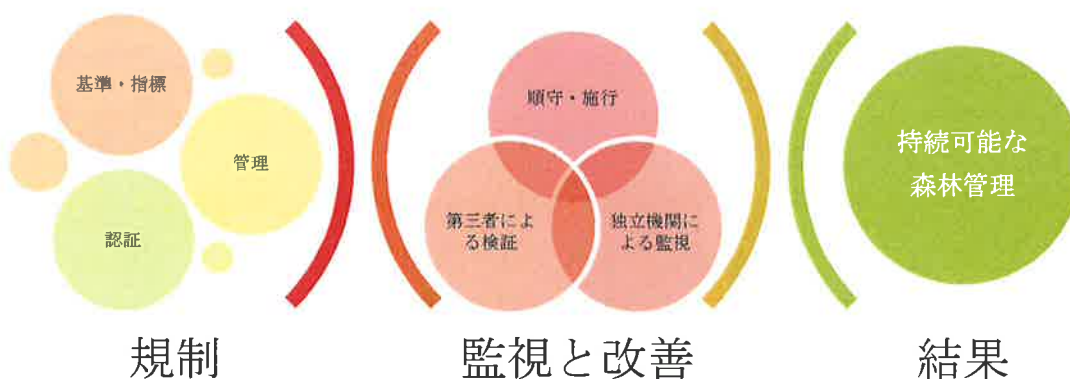 基準・指標
管理
認証
順守・施行
第三者によ
る検証
独立機関に
よる監視
持続可能な
森林管理
規制
監視と改善
結果